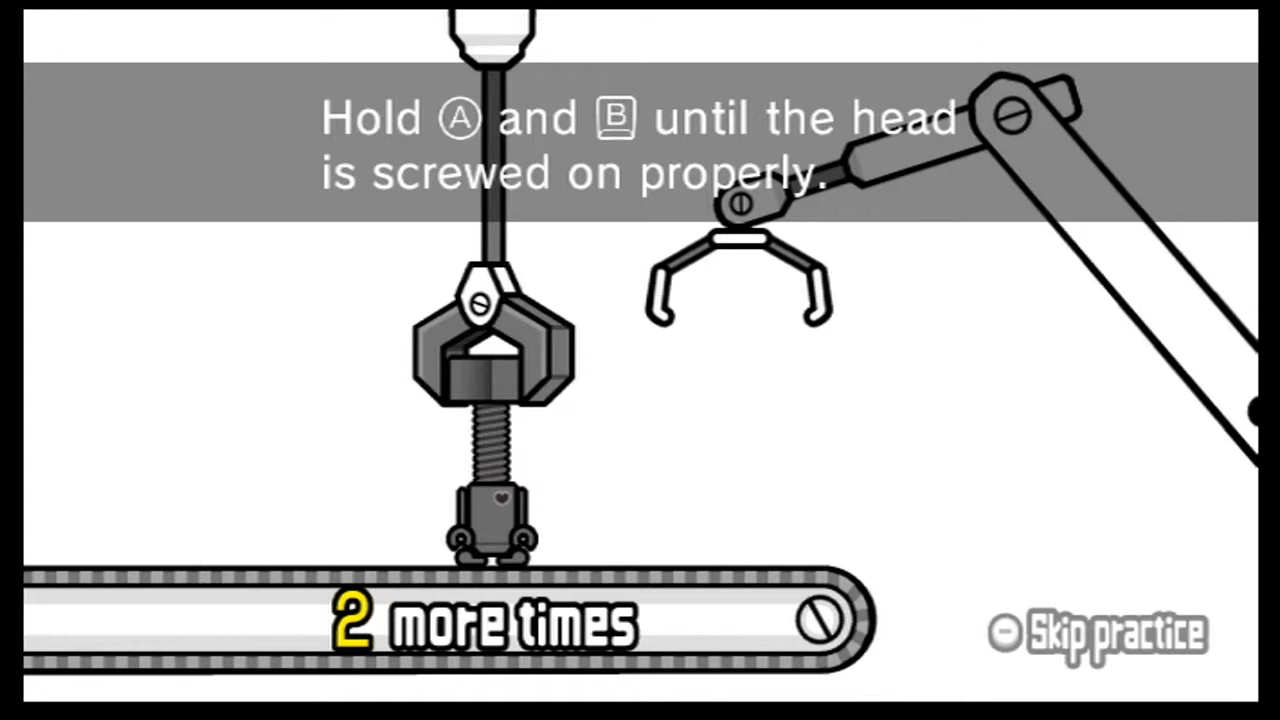 Hold Ⓐ and B until the head
is screwed on properly.
2 more times
⊖ Skip practice